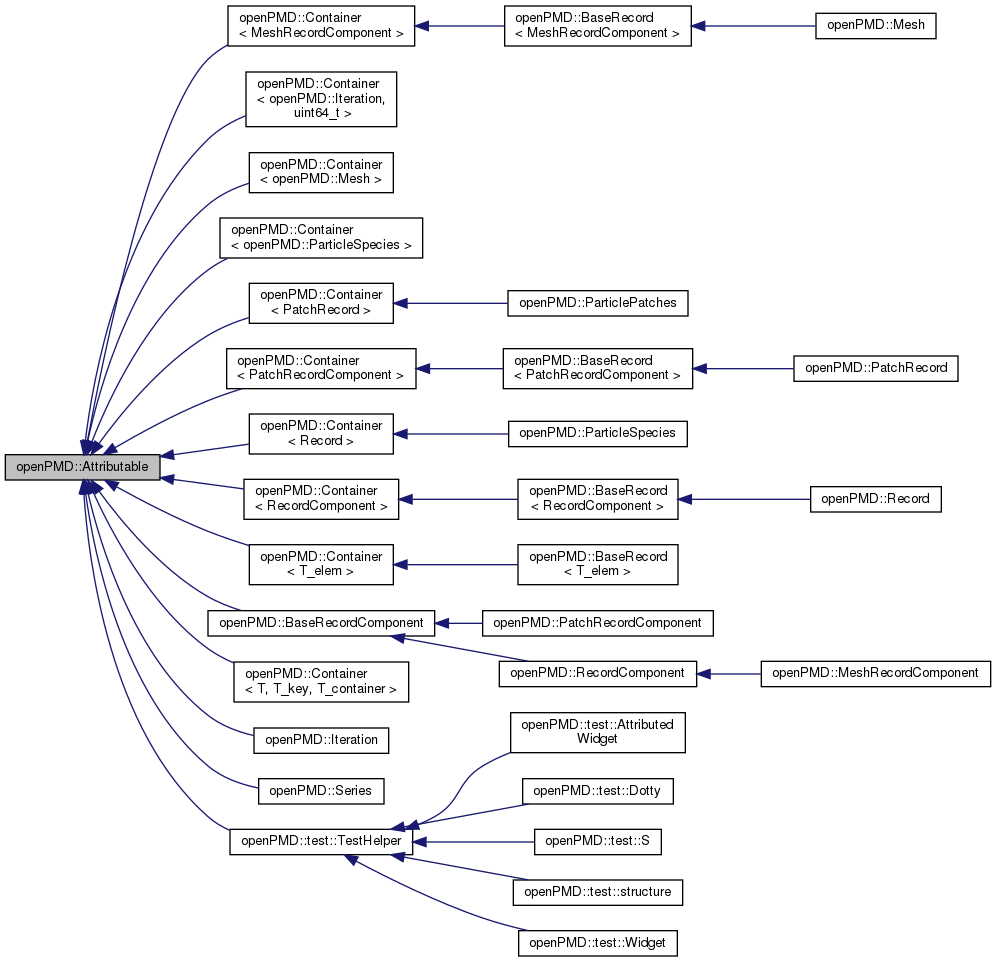 openPMD::Container
< MeshRecordComponent >
openPMD::BaseRecord
< MeshRecordComponent >
openPMD::Mesh
openPMD::Container
< openPMD::Iteration,
uint64_t >
openPMD::Container
< openPMD::Mesh >
openPMD::Container
< openPMD::ParticleSpecies >
openPMD::Container
< PatchRecord >
openPMD::ParticlePatches
openPMD::Container
< PatchRecordComponent >
openPMD::BaseRecord
< PatchRecordComponent >
openPMD::PatchRecord
openPMD::Container
< Record >
openPMD::ParticleSpecies
openPMD::Attributable
openPMD::Container
< RecordComponent >
openPMD::BaseRecord
< RecordComponent >
openPMD::Record
openPMD::Container
< T_elem >
openPMD::BaseRecord
< T_elem >
openPMD::BaseRecordComponent
openPMD::PatchRecordComponent
openPMD::RecordComponent
openPMD::MeshRecordComponent
openPMD::Container
< T, T_key, T_container >
openPMD::Iteration
openPMD::Series
openPMD::test::TestHelper
openPMD::test::Attributed
Widget
openPMD::test::Dotty
openPMD::test::S
openPMD::test::structure
openPMD::test::Widget